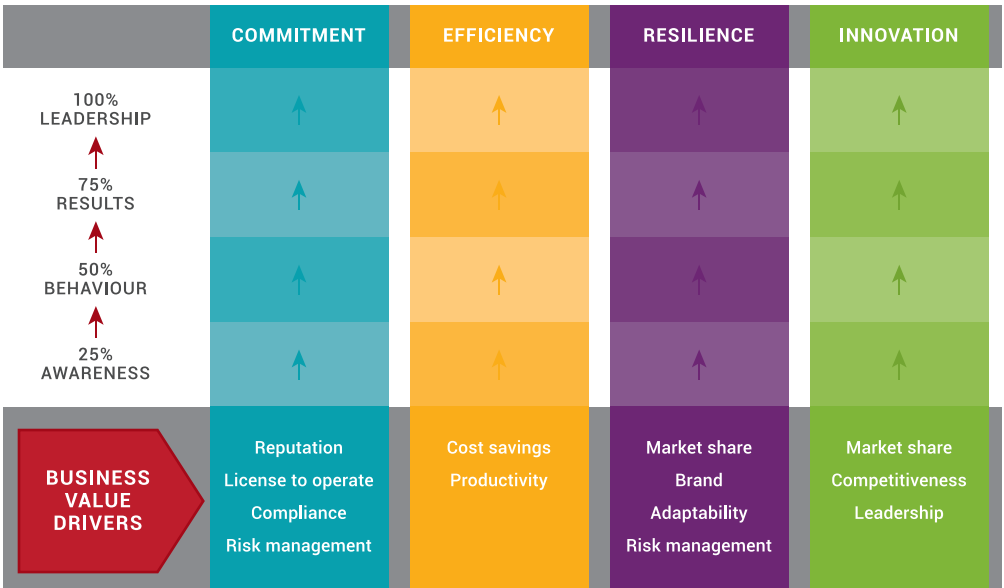 COMMITMENT
EFFICIENCY
RESILIENCE
INNOVATION
100%
LEADERSHIP
75%
RESULTS
50%
BEHAVIOUR
25%
AWARENESS
BUSINESS
VALUE
DRIVERS
Reputation
License to operate
Compliance
Risk management
Cost savings
Productivity
Market share
Brand
Adaptability
Risk management
Market share
Competitiveness
Leadership